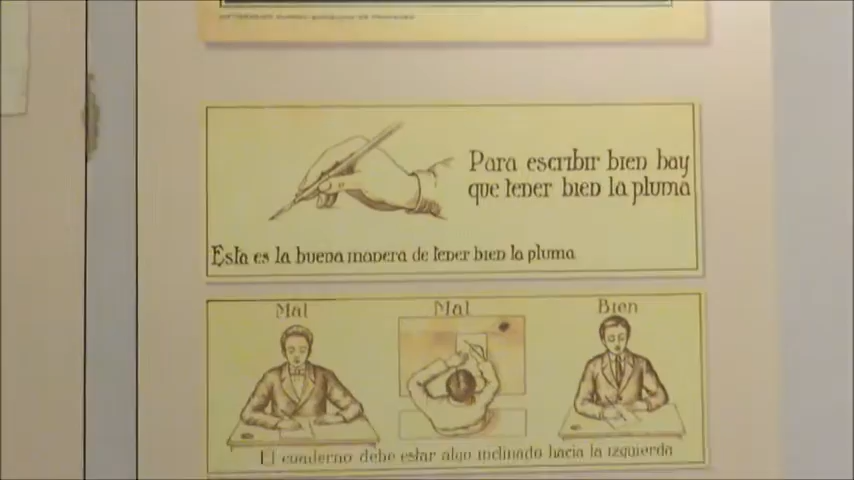 Para escribir bien hay
que tener bien la pluma
Esta es la buena manera de tener bien la pluma
Mal Mal Bien
El cuaderno debe estar algo inclinado hacia la izquierda